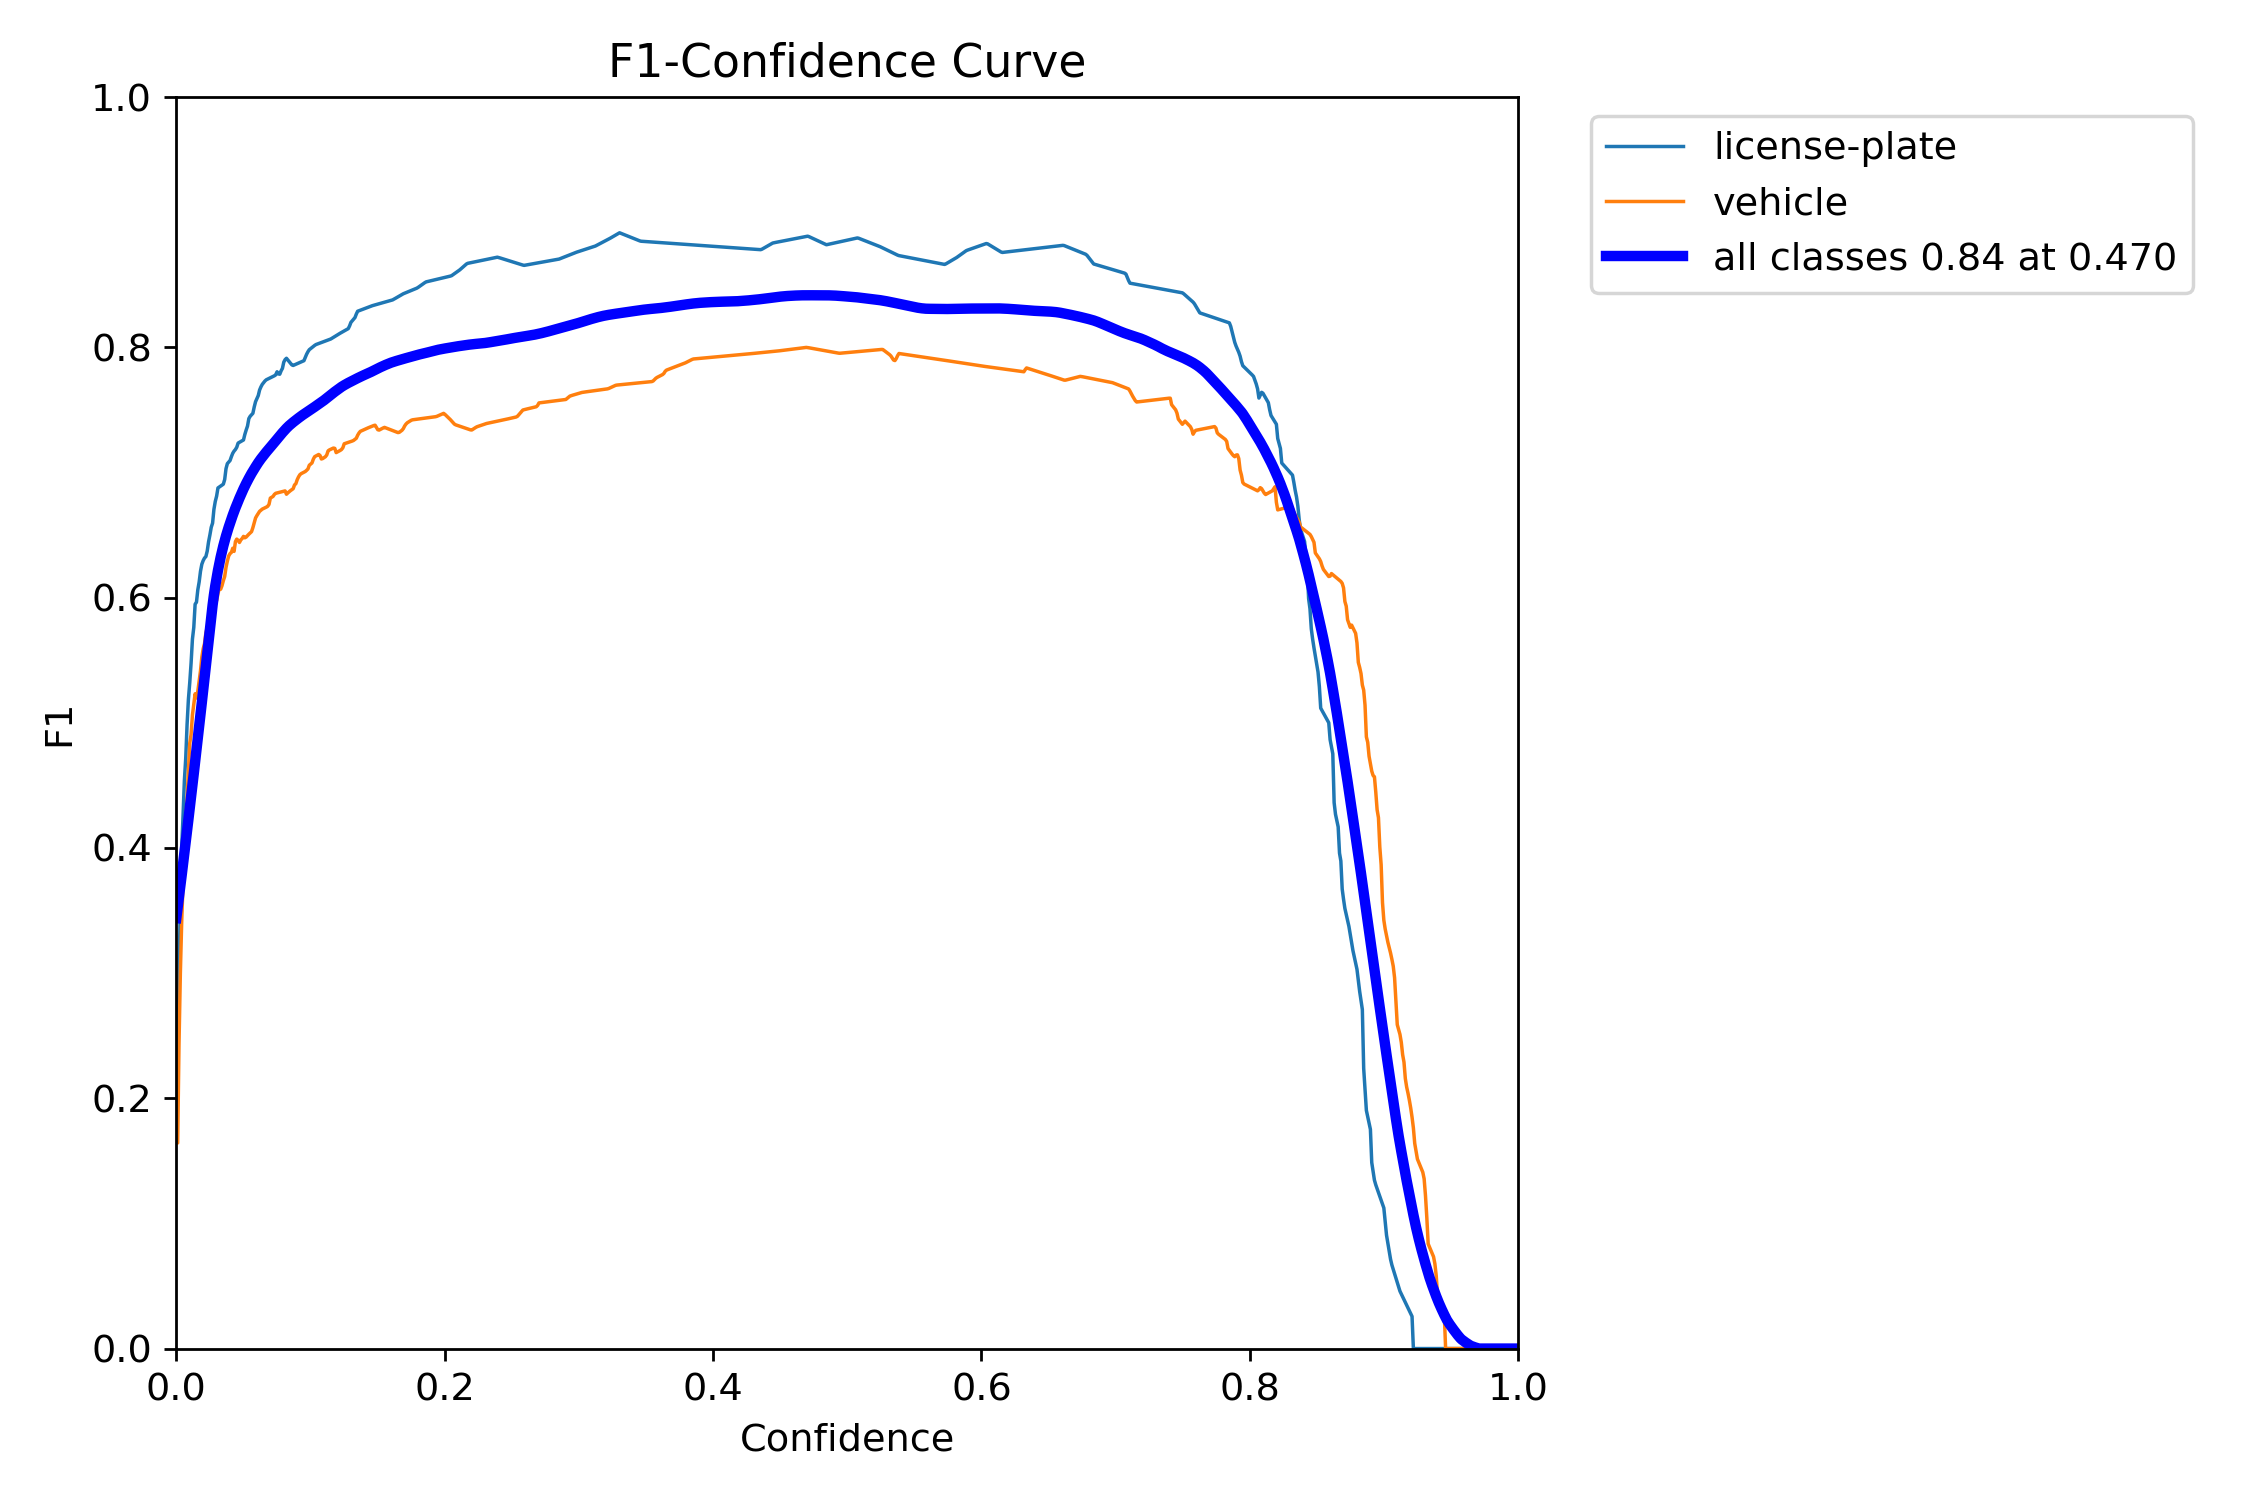 F1-Confidence Curve
license-plate
vehicle
all classes 0.84 at 0.470
1.0
0.8
0.6
0.4
0.2
0.0
F1
0.0 0.2 0.4 0.6 0.8 1.0
Confidence